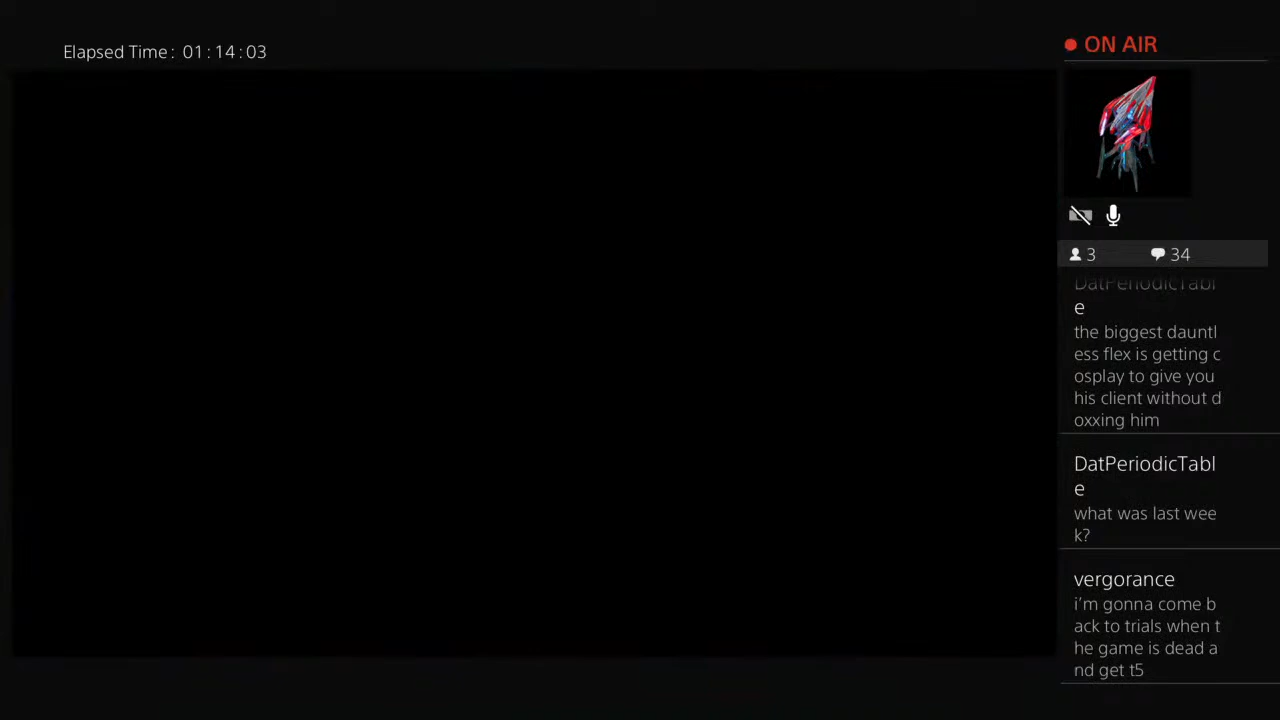 Elapsed Time: 01:14:03
ON AIR
3 34
DatPeriodicTabl
e
the biggest dauntl
ess flex is getting c
osplay to give you
his client without d
oxxing him
DatPeriodicTabl
e
what was last wee
k?
vergorance
i'm gonna come b
ack to trials when t
he game is dead a
nd get t5